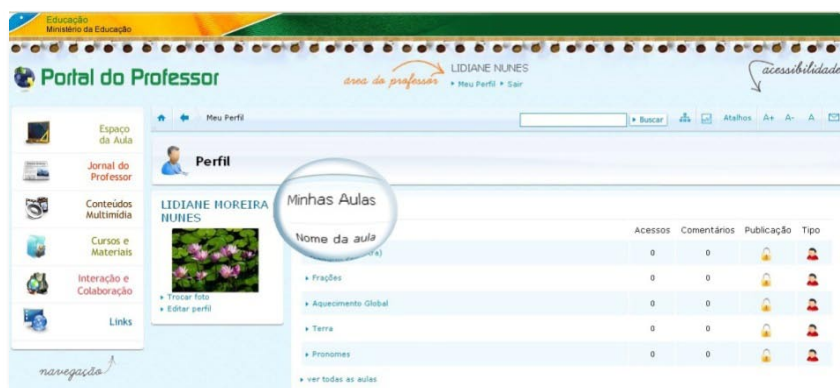 Educação
Ministério da Educação
Portal do Professor
área do professor
LIDIANE NUNES
Meu Perfil Sair
acessibilidade
Meu Perfil
Buscar
Atalhos A+ A- A
Espaço
da Aula
Jornal do
Professor
Conteúdos
Multimídia
Cursos e
Materiais
Interação e
Colaboração
Links
navegação
Perfil
LIDIANE MOREIRA
NUNES
Trocar foto
Editar perfil
Minhas Aulas
Nome da aula
Acessos Comentários Publicação Tipo
0 0
Frações 0 0
Aquecimento Global 0 0
Terra 0 0
Pronomes 0 0
ver todas as aulas